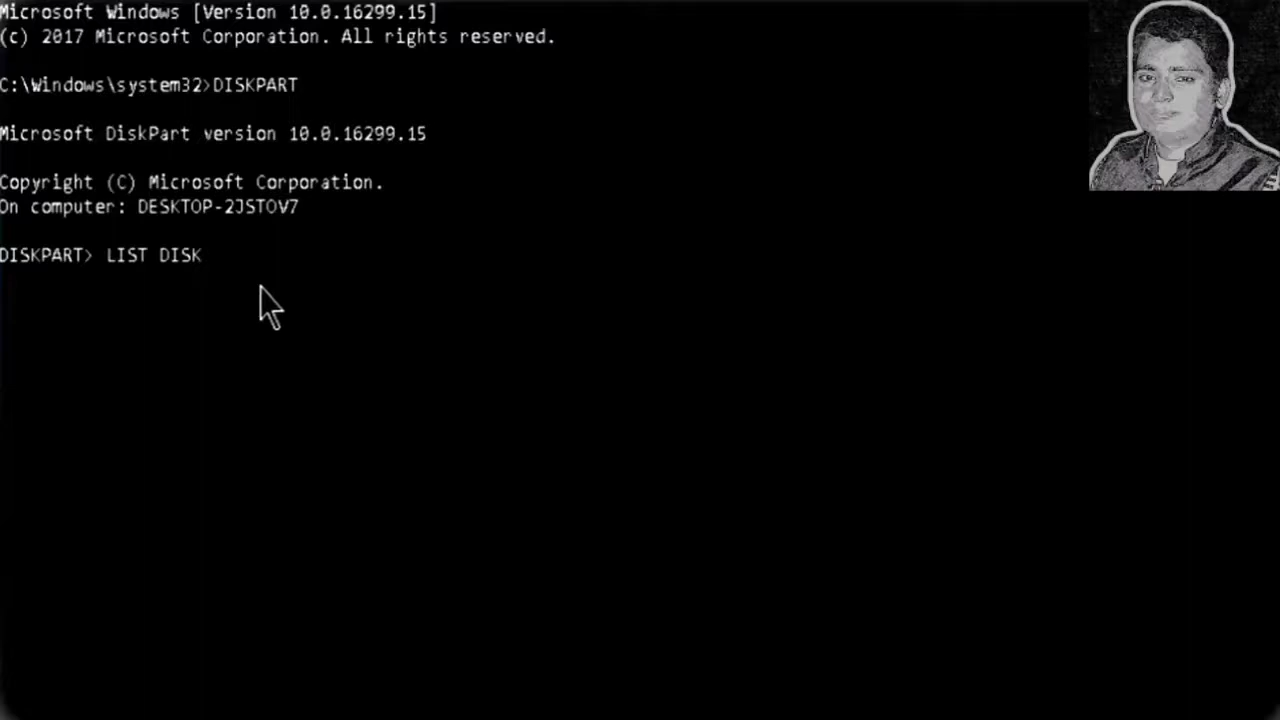 Microsoft Windows [Version 10.0.16299.15]
(c) 2017 Microsoft Corporation. All rights reserved.
C:\Windows\system32>DISKPART
Microsoft DiskPart version 10.0.16299.15
Copyright (C) Microsoft Corporation.
On computer: DESKTOP-2JSTOV7
DISKPART> LIST DISK